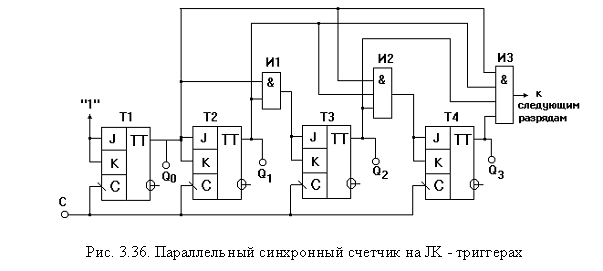 И1
И2
И3
&
&
&
к
следующим
разрядам
"1"
T1
T2
T3
T4
J
K
C
TT
J
K
C
TT
J
K
C
TT
J
K
C
TT
Q0
Q1
Q2
Q3
C
Рис. 3.36. Параллельный синхронный счетчик на JK - триггерах